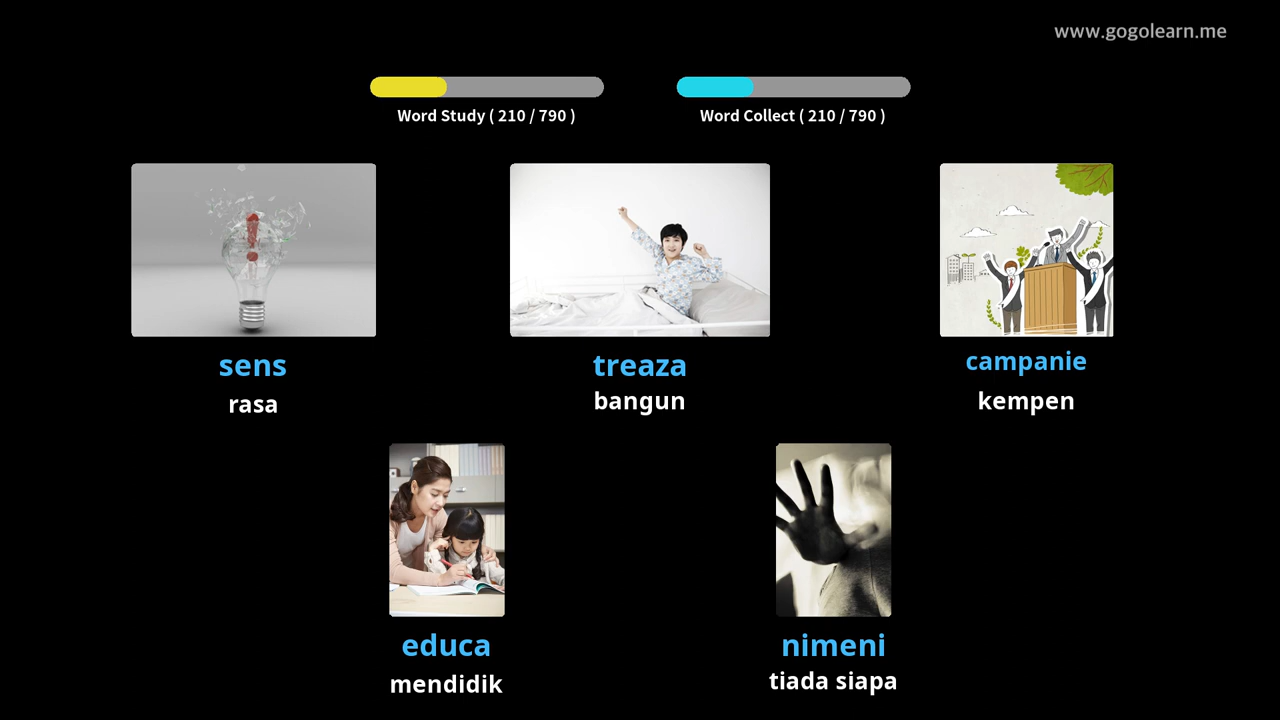 www.gogolearn.me
Word Study ( 210 / 790 )
Word Collect ( 210 / 790 )
sens
rasa
treaza
bangun
campanie
kempen
educa
mendidik
nimeni
tiada siapa